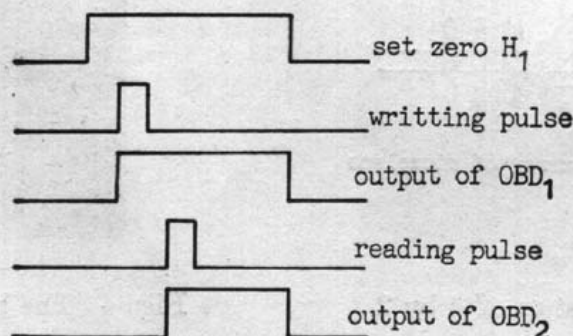 set zero H₁
writting pulse
output of OBD₁
reading pulse
output of OBD₂